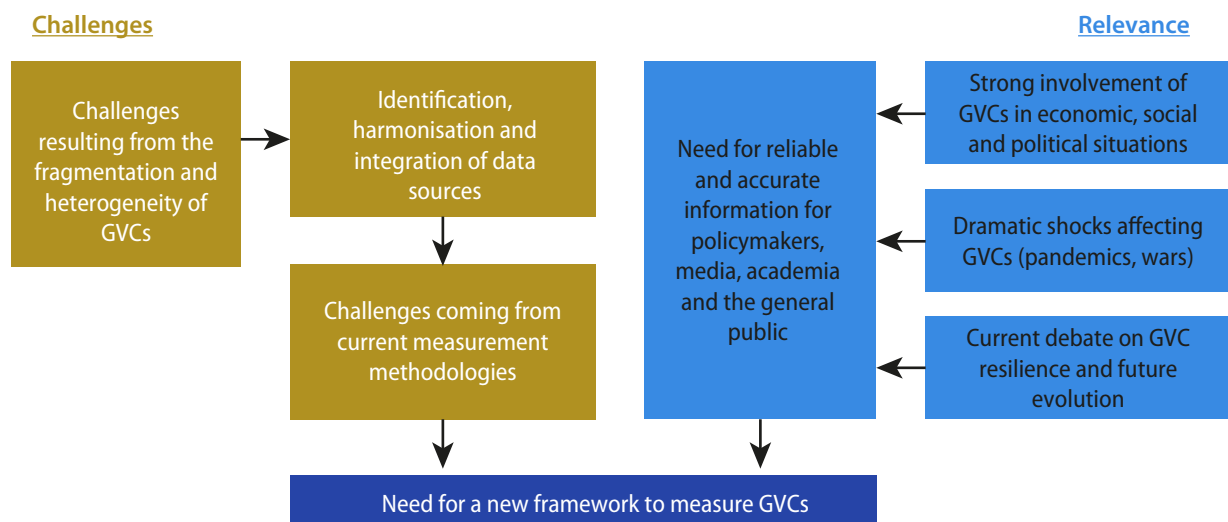 Challenges
Relevance
Challenges
resulting from the
fragmentation and
heterogeneity of
GVCs
Identification,
harmonisation and
integration of data
sources
Challenges coming from
current measurement
methodologies
Need for reliable
and accurate
information for
policymakers,
media, academia
and the general
public
Strong involvement of
GVCs in economic, social
and political situations
Dramatic shocks affecting
GVCs (pandemics, wars)
Current debate on GVC
resilience and future
evolution
Need for a new framework to measure GVCs